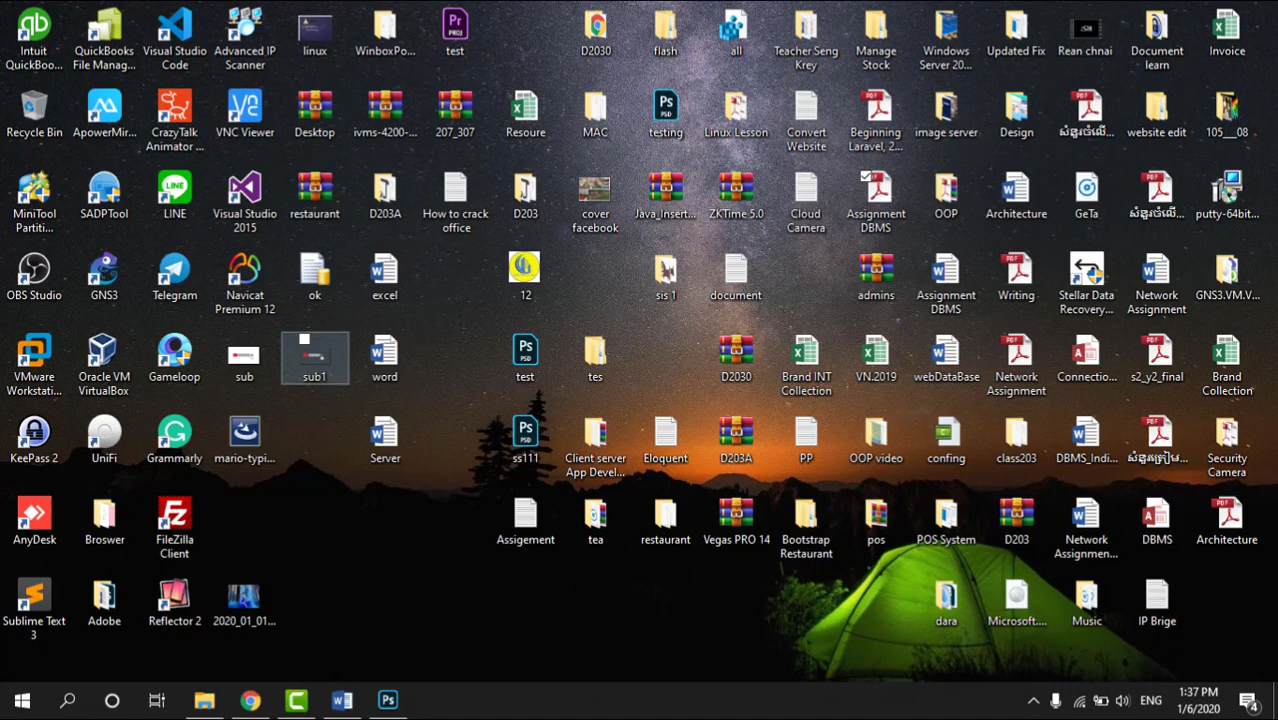 Intuit
QuickBoo...
QuickBooks
File Manag...
Visual Studio
Code
Advanced IP
Scanner
linux
WinboxPo...
test
D2030
flash
all
Teacher Seng
Krey
Manage
Stock
Windows
Server 20...
Updated Fix
Rean chnai
Document
learn
Invoice
Recycle Bin
ApowerMir...
CrazyTalk
Animator ...
VNC Viewer
Desktop
ivms-4200-...
207_307
Resoure
MAC
testing
Linux Lesson
Convert
Website
Beginning
Laravel, 2...
image server
Design
សំនួរចំលើ...
website edit
105__08
MiniTool
Partiti...
SADPTool
LINE
Visual Studio
2015
restaurant
D203A
How to crack
office
D203
cover
facebook
Java_Insert...
ZKTime 5.0
Cloud
Camera
Assignment
DBMS
OOP
Architecture
GeTa
សំនួរចំលើ...
putty-64bit...
OBS Studio
GNS3
Telegram
Navicat
Premium 12
ok
excel
12
sis 1
document
admins
Assignment
DBMS
Writing
Stellar Data
Recovery...
Network
Assignment
GNS3.VM.V...
VMware
Workstati...
Oracle VM
VirtualBox
Gameloop
sub
sub1
word
test
tes
D2030
Brand INT
Collection
VN.2019
webDataBase
Network
Assignment
Connectio...
s2_y2_final
Brand
Collection
KeePass 2
UniFi
Grammarly
mario-typi...
Server
ss111
Client server
App Devel...
Eloquent
D203A
PP
OOP video
confing
class203
DBMS_Indi...
Security
Camera
AnyDesk
Broswer
FileZilla
Client
Assigement
tea
restaurant
Vegas PRO 14
Bootstrap
Restaurant
pos
POS System
D203
Network
Assignmen...
DBMS
Architecture
Sublime Text
3
Adobe
Reflector 2
2020_01_01...
dara
Microsoft....
Music
IP Brige
ENG
1:37 PM
1/6/2020
4